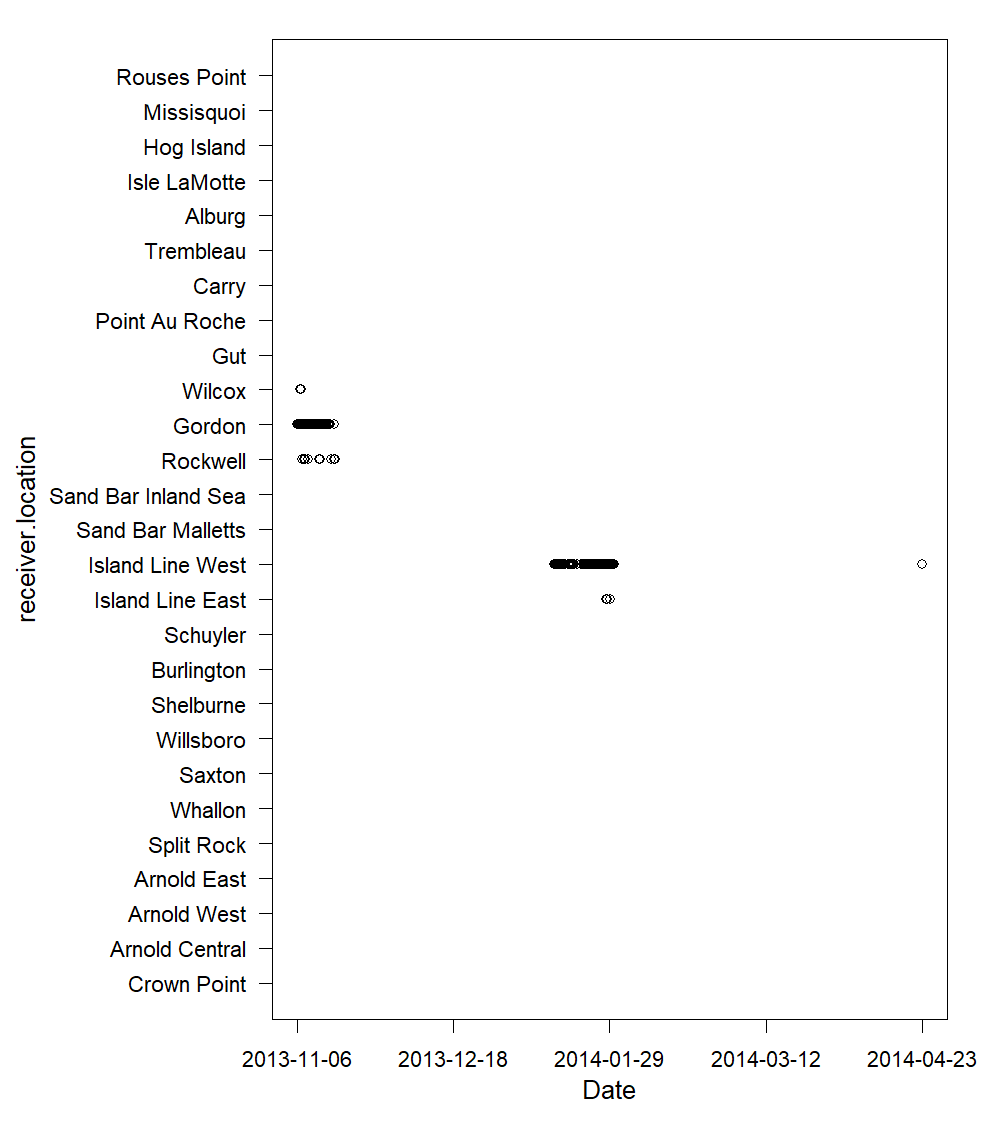 Rouses Point
Missisquoi
Hog Island
Isle LaMotte
Alburg
Trembleau
Carry
Point Au Roche
Gut
Wilcox
Gordon
Rockwell
Sand Bar Inland Sea
Sand Bar Malletts
Island Line West
Island Line East
Schuyler
Burlington
Shelburne
Willsboro
Saxton
Whallon
Split Rock
Arnold East
Arnold West
Arnold Central
Crown Point
receiver.location
2013-11-06 2013-12-18 2014-01-29 2014-03-12 2014-04-23
Date